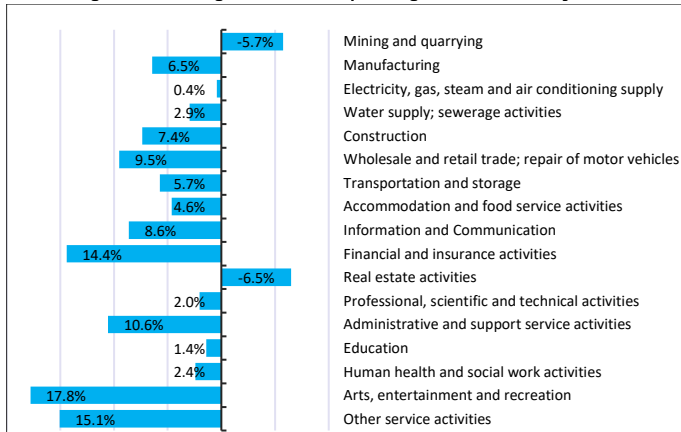 -5.7% Mining and quarrying
6.5% Manufacturing
0.4% Electricity, gas, steam and air conditioning supply
2.9% Water supply; sewerage activities
7.4% Construction
9.5% Wholesale and retail trade; repair of motor vehicles
5.7% Transportation and storage
4.6% Accommodation and food service activities
8.6% Information and Communication
14.4% Financial and insurance activities
-6.5% Real estate activities
2.0% Professional, scientific and technical activities
10.6% Administrative and support service activities
1.4% Education
2.4% Human health and social work activities
17.8% Arts, entertainment and recreation
15.1% Other service activities